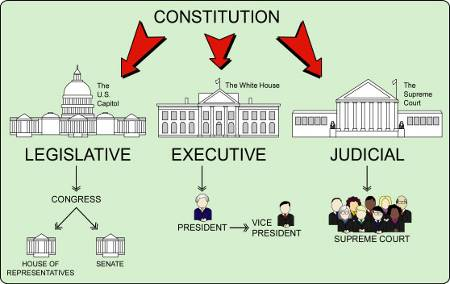 CONSTITUTION
The
U.S.
Capitol
The White House
The
Supreme
Court
LEGISLATIVE
EXECUTIVE
JUDICIAL
CONGRESS
HOUSE OF
REPRESENTATIVES
SENATE
PRESIDENT
VICE
PRESIDENT
SUPREME COURT